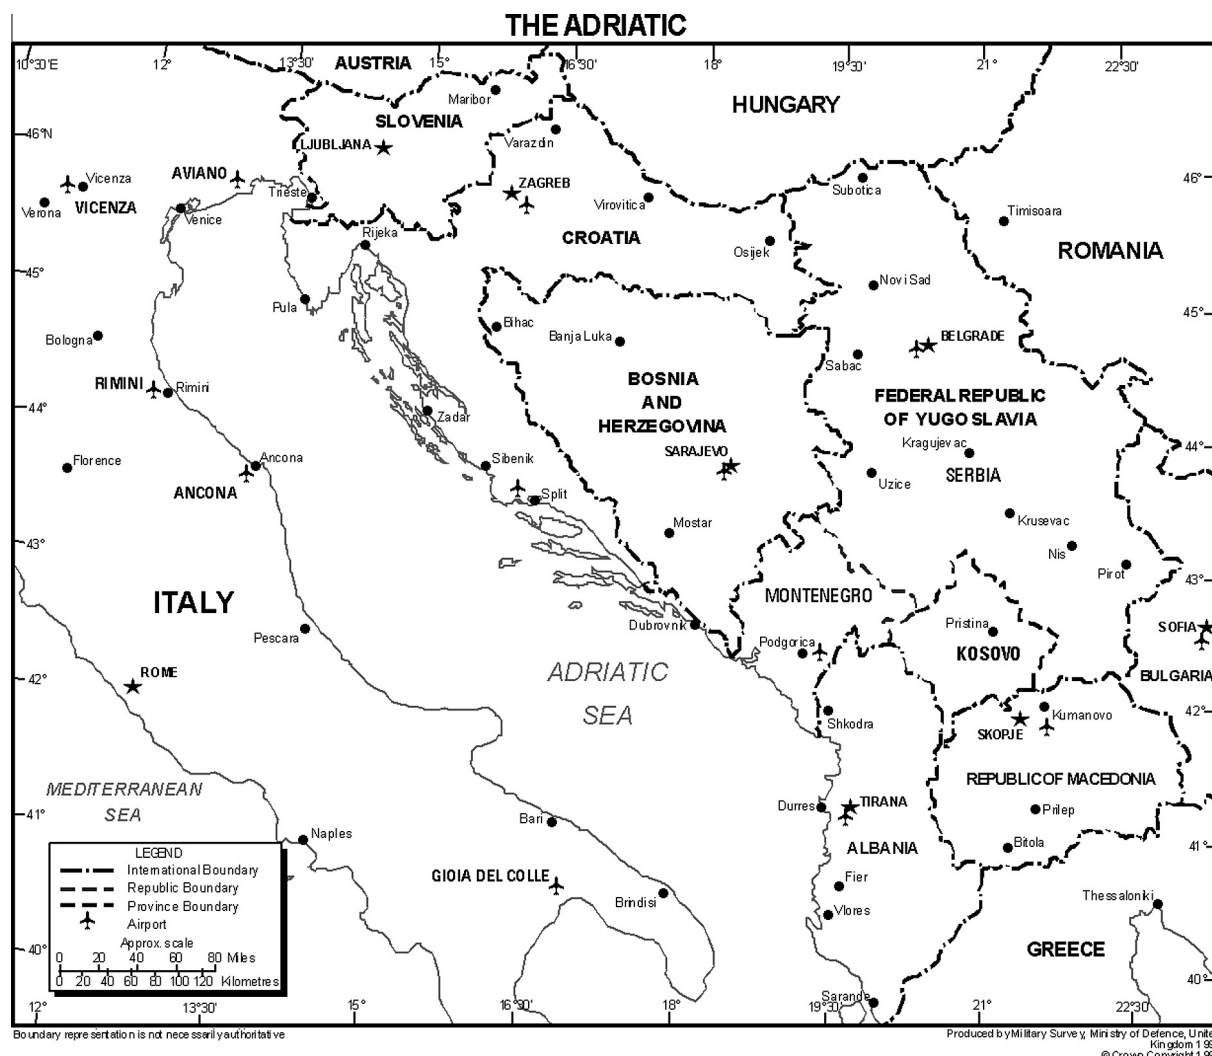 THE ADRIATIC
10°30'E
12°
13°30'
15°
16°30'
18°
19°30'
21°
22°30'
AUSTRIA
HUNGARY
Maribor
SLOVENIA
46°N
LJUBLJANA
Varazdin
AVIANO
Vicenza
VICENZA
Verona
Venice
Trieste
ZAGREB
Virovitica
Subotica
46°
Timisoara
Rijeka
CROATIA
Osijek
ROMANIA
45°
Pula
Novi Sad
45°
Bologna
Bihac
Banja Luka
BELGRADE
Sabac
RIMINI
Rimini
BOSNIA
AND
HERZEGOVINA
FEDERAL REPUBLIC
OF YUGOSLAVIA
44°
Zadar
Kragujevac
44°
Florence
Ancona
ANCONA
Sibenik
SARAJEVO
SERBIA
Uzice
Split
Mostar
Krusevac
43°
Nis
Pirot
43°
ITALY
MONTENEGRO
Pescara
Dubrovnik
Pristina
SOFIA
Podgorica
KOSOVO
ROME
ADRIATIC
SEA
BULGARIA
42°
Shkodra
Kumanovo
42°
SKOPJE
MEDITERRANEAN
SEA
REPUBLIC OF MACEDONIA
41°
Durres
TIRANA
Prilep
Bari
Naples
ALBANIA
Bitola
41°
LEGEND
International Boundary
Republic Boundary
Province Boundary
Airport
Approx. scale
0 20 40 60 80 Miles
0 20 40 60 80 100 120 Kilometres
GIOIA DEL COLLE
Brindisi
Fier
Vlores
Thessaloniki
GREECE
40°
40°
Sarande
12°
13°30'
15°
16°30'
18°
19°30'
21°
22°30'
Boundary representation is not necessarily authoritative
Produced by Military Survey, Ministry of Defence, Unite
Kingdom 199
© Crown Copyright 199